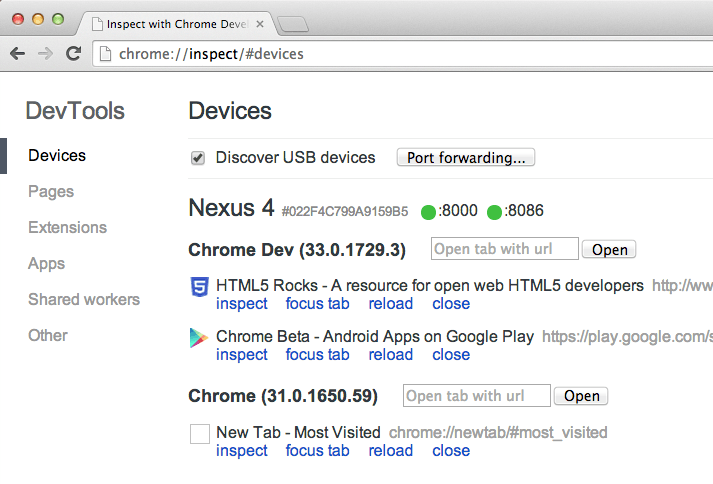 Inspect with Chrome Deve
chrome://inspect/#devices
DevTools
Devices
Pages
Extensions
Apps
Shared workers
Other
Devices
Discover USB devices Port forwarding...
Nexus 4 #022F4C799A9159B5 :8000 :8086
Chrome Dev (33.0.1729.3) Open tab with url Open
HTML5 Rocks - A resource for open web HTML5 developers http://ww
inspect focus tab reload close
Chrome Beta - Android Apps on Google Play https://play.google.com/s
inspect focus tab reload close
Chrome (31.0.1650.59) Open tab with url Open
New Tab - Most Visited chrome://newtab/#most_visited
inspect focus tab reload close